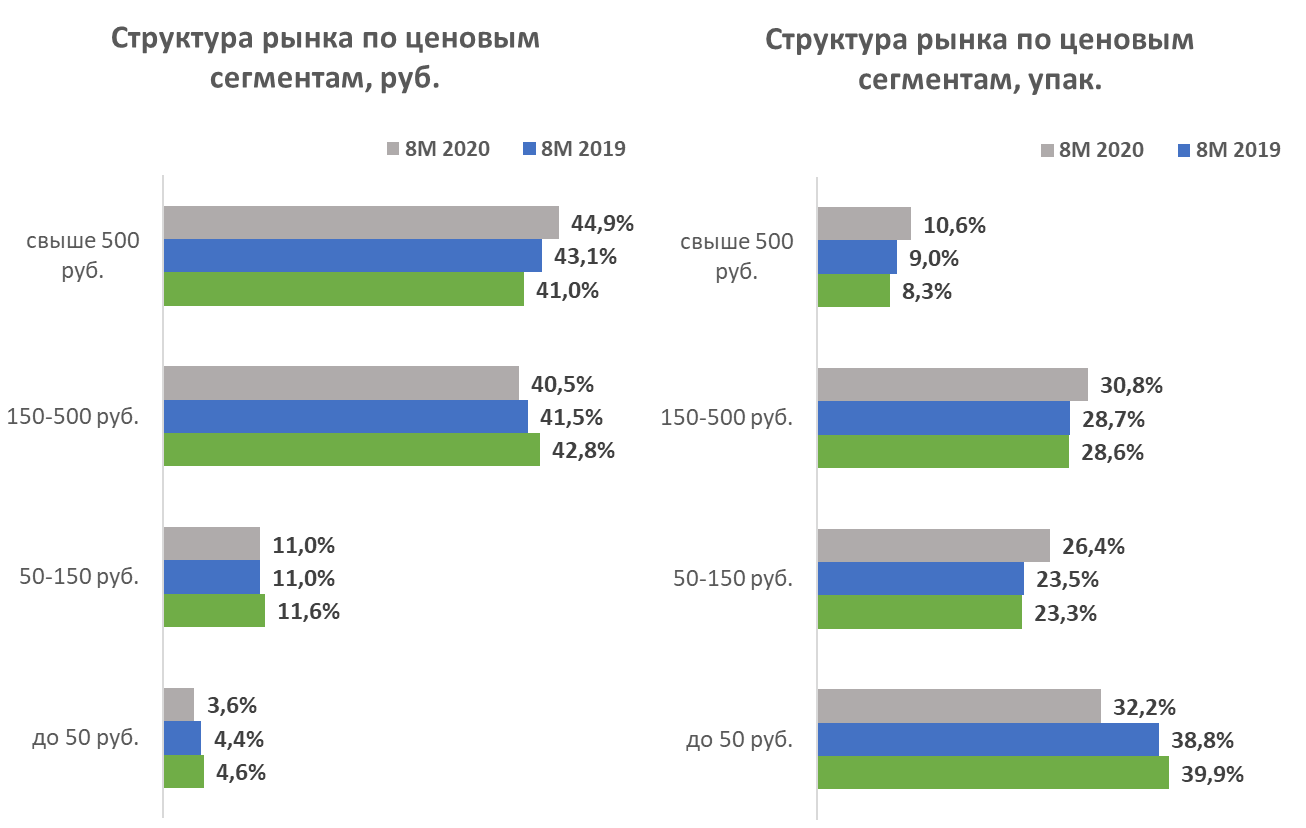 Структура рынка по ценовым
сегментам, руб.
8М 2020 8М 2019
свыше 500
руб.
44,9%
43,1%
41,0%
150-500 руб.
40,5%
41,5%
42,8%
50-150 руб.
11,0%
11,0%
11,6%
до 50 руб.
3,6%
4,4%
4,6%
Структура рынка по ценовым
сегментам, упак.
8М 2020 8М 2019
свыше 500
руб.
10,6%
9,0%
8,3%
150-500 руб.
30,8%
28,7%
28,6%
50-150 руб.
26,4%
23,5%
23,3%
до 50 руб.
32,2%
38,8%
39,9%